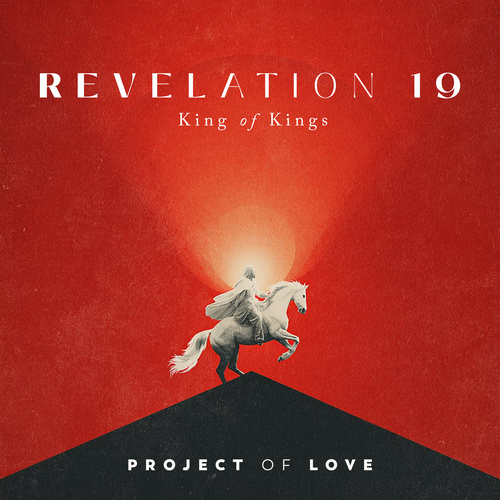 REVELATION 19
King of Kings
PROJECT OF LOVE